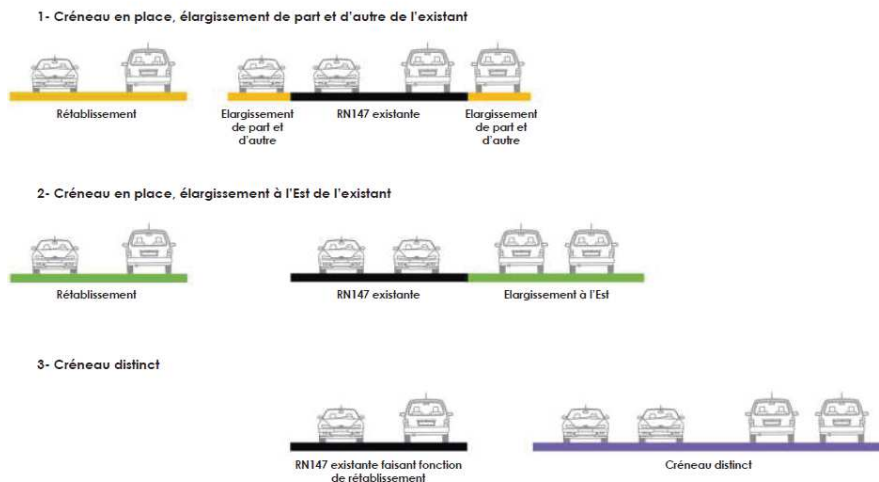 1- Créneau en place, élargissement de part et d'autre de l'existant
Rétablissement
Elargissement
de part et
d'autre
RN147 existante
Elargissement
de part et
d'autre
2- Créneau en place, élargissement à l'Est de l'existant
Rétablissement
RN147 existante
Elargissement à l'Est
3- Créneau distinct
RN147 existante faisant fonction
de rétablissement
Créneau distinct